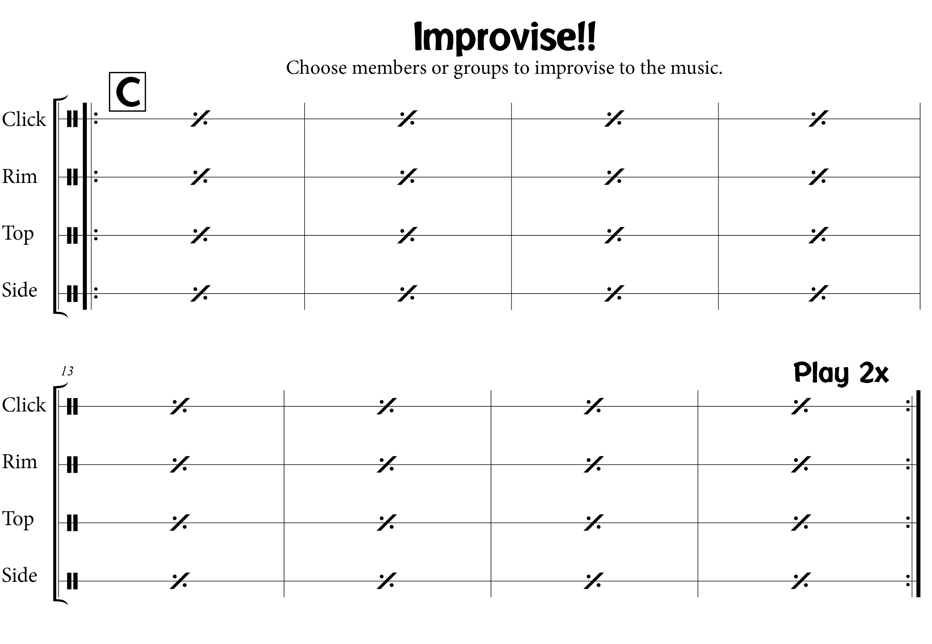 Improvise!!
Choose members or groups to improvise to the music.
C
Click
Rim
Top
Side
13
Play 2x
Click
Rim
Top
Side